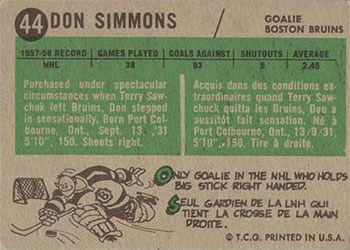 44 DON SIMMONS / GOALIE
BOSTON BRUINS
1957-58 RECORD GAMES PLAYED GOALS AGAINST SHUTOUTS AVERAGE
NHL 38 93 5 2.45
Purchased under spectacular
circumstances when Terry Saw-
chuk left Bruins, Don stepped
in sensationally. Born Port Col-
bourne, Ont., Sept. 13, '31
5'10", 150. Shoots right.
Acquis dans des conditions ex-
traordinaires quand Terry Saw-
chuck quitta les Bruins, Don a
aussitôt fait sensation. Né à
Port Colbourne, Ont., 13/9/31.
5'10", 150. Tire à droite.
ONLY GOALIE IN THE NHL WHO HOLDS
BIG STICK RIGHT HANDED.
SEUL GARDIEN DE LA LNH QUI
TIENT LA CROSSE DE LA MAIN
DROITE.
© T.C.G. PRINTED IN U.S.A.